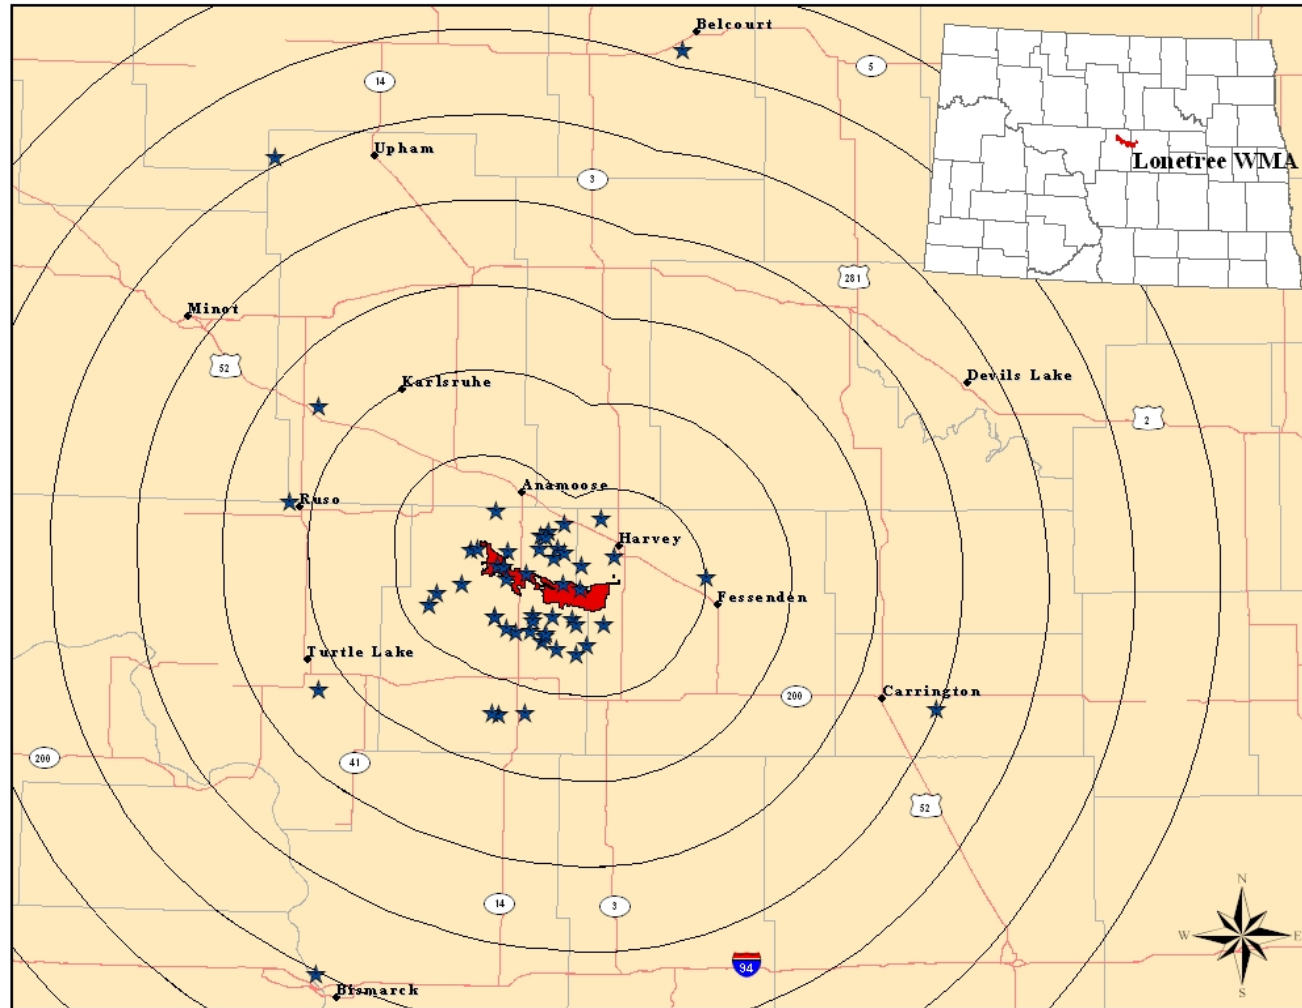 Belcourt
5
14
Upham
Lonetree WMA
3
281
Minot
52
Karlsruhe
Devils Lake
2
Anamoose
Ruso
Harvey
Fessenden
Turtle Lake
Carrington
200
200
41
52
N
14
3
W
E
94
Bismarck
S